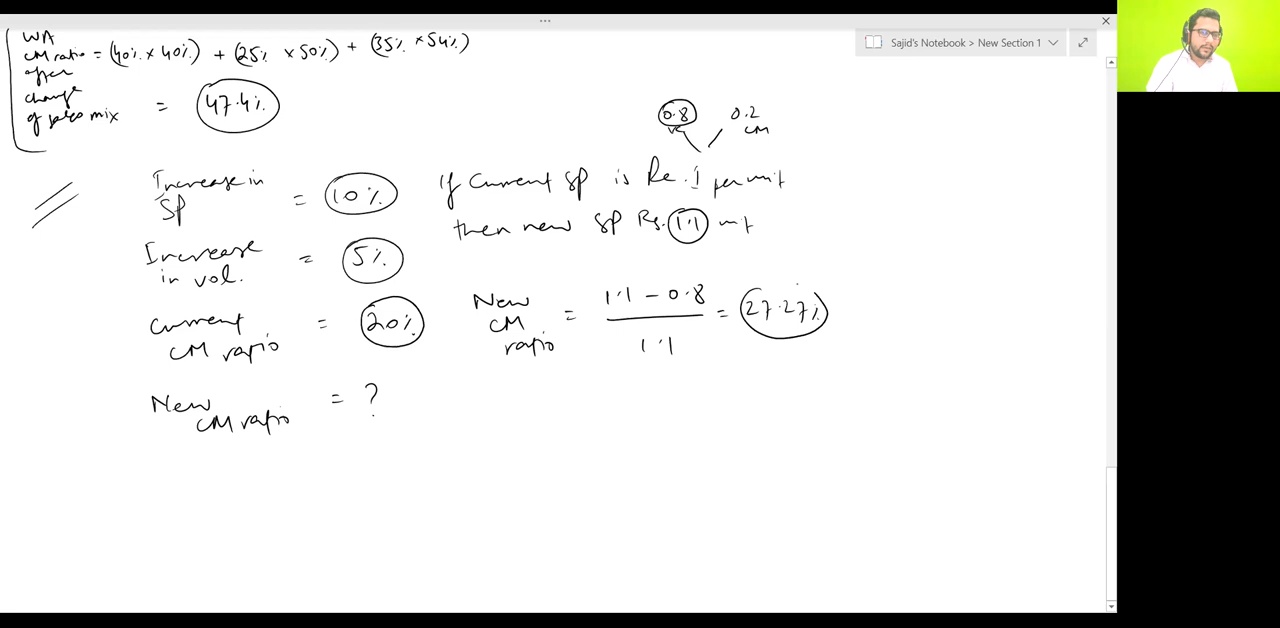 WA
CM ratio = (40% × 40%) + (25% × 50%) + (35% × 54%)
after
change
of sales mix = 47.4%
Sajid's Notebook > New Section 1
0.8 0.2
VC CM
Increase in
SP = 10%
If Current SP is Re. 1 per unit
then new SP Rs. 1.1 unit
Increase
in vol. = 5%
Current
CM ratio = 20%
New
CM
ratio = 1.1 - 0.8
1.1
= 27.27%
New
CM ratio = ?